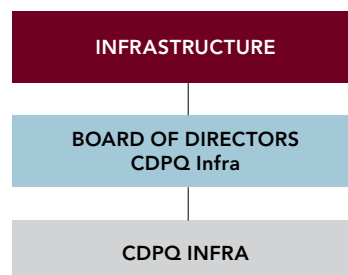 INFRASTRUCTURE
BOARD OF DIRECTORS
CDPQ Infra
CDPQ INFRA